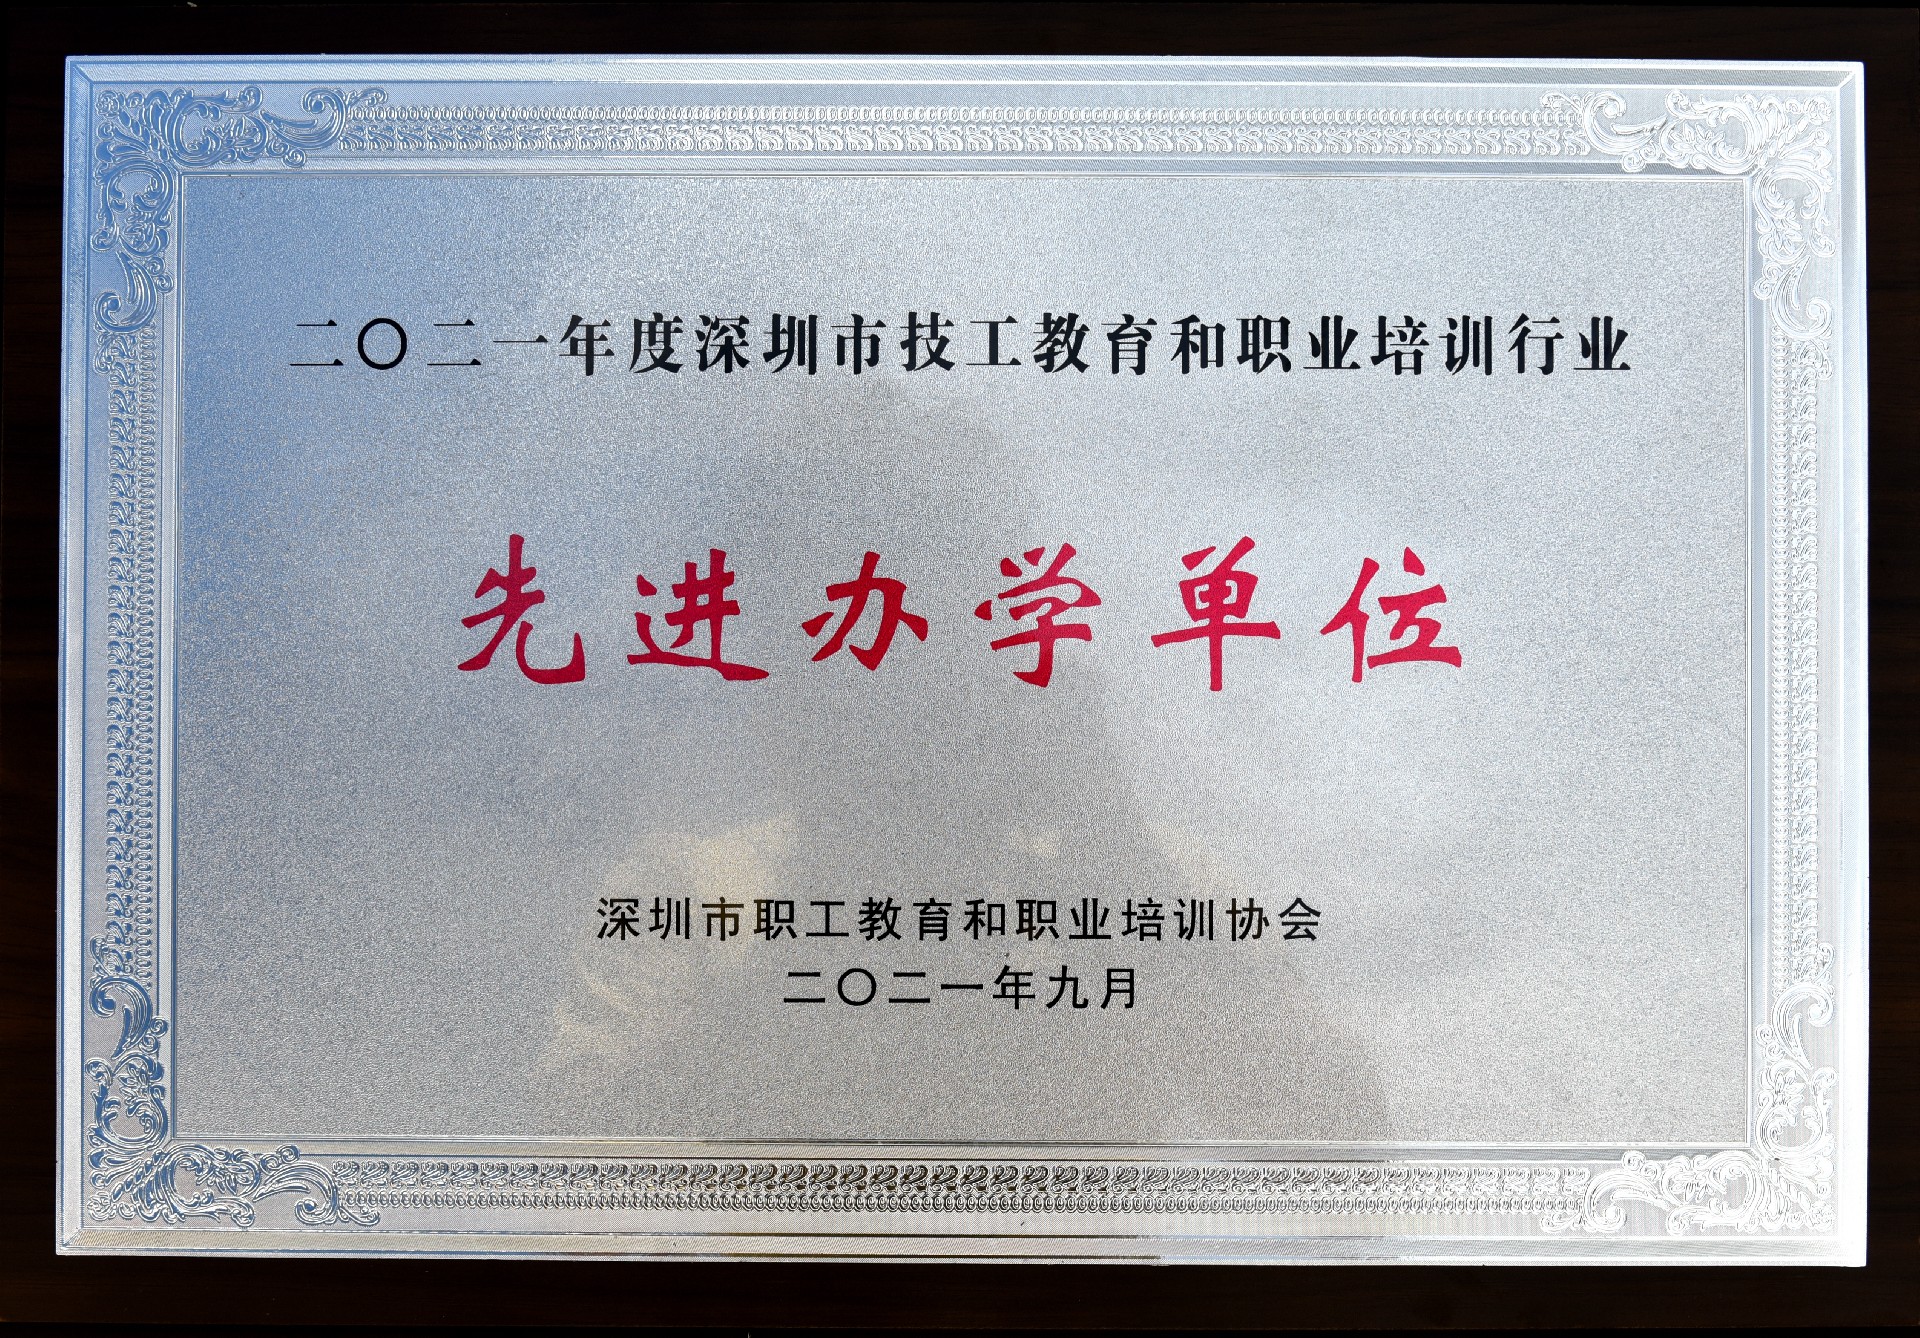 二〇二一年度深圳市技工教育和职业培训行业
先进办学单位
深圳市职工教育和职业培训协会
二〇二一年九月